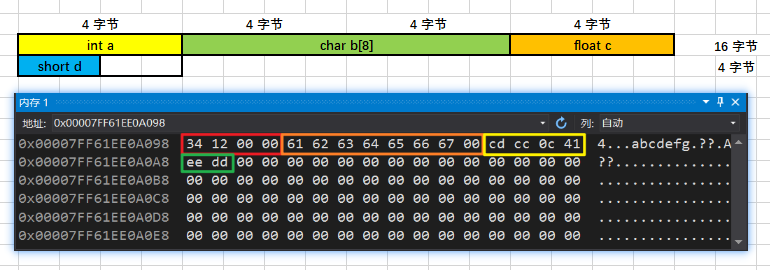 4 字节 4 字节 4 字节 4 字节
int a char b[8] float c 16 字节
short d 4 字节
内存 1
地址: 0x00007FF61EE0A098 列: 自动
0x00007FF61EE0A098 34 12 00 00 61 62 63 64 65 66 67 00 cd cc 0c 41 4...abcdefg.??.A
0x00007FF61EE0A0A8 ee dd 00 00 00 00 00 00 00 00 00 00 00 00 00 00 ??..............
0x00007FF61EE0A0B8 00 00 00 00 00 00 00 00 00 00 00 00 00 00 00 00 ................
0x00007FF61EE0A0C8 00 00 00 00 00 00 00 00 00 00 00 00 00 00 00 00 ................
0x00007FF61EE0A0D8 00 00 00 00 00 00 00 00 00 00 00 00 00 00 00 00 ................
0x00007FF61EE0A0E8 00 00 00 00 00 00 00 00 00 00 00 00 00 00 00 00 ................